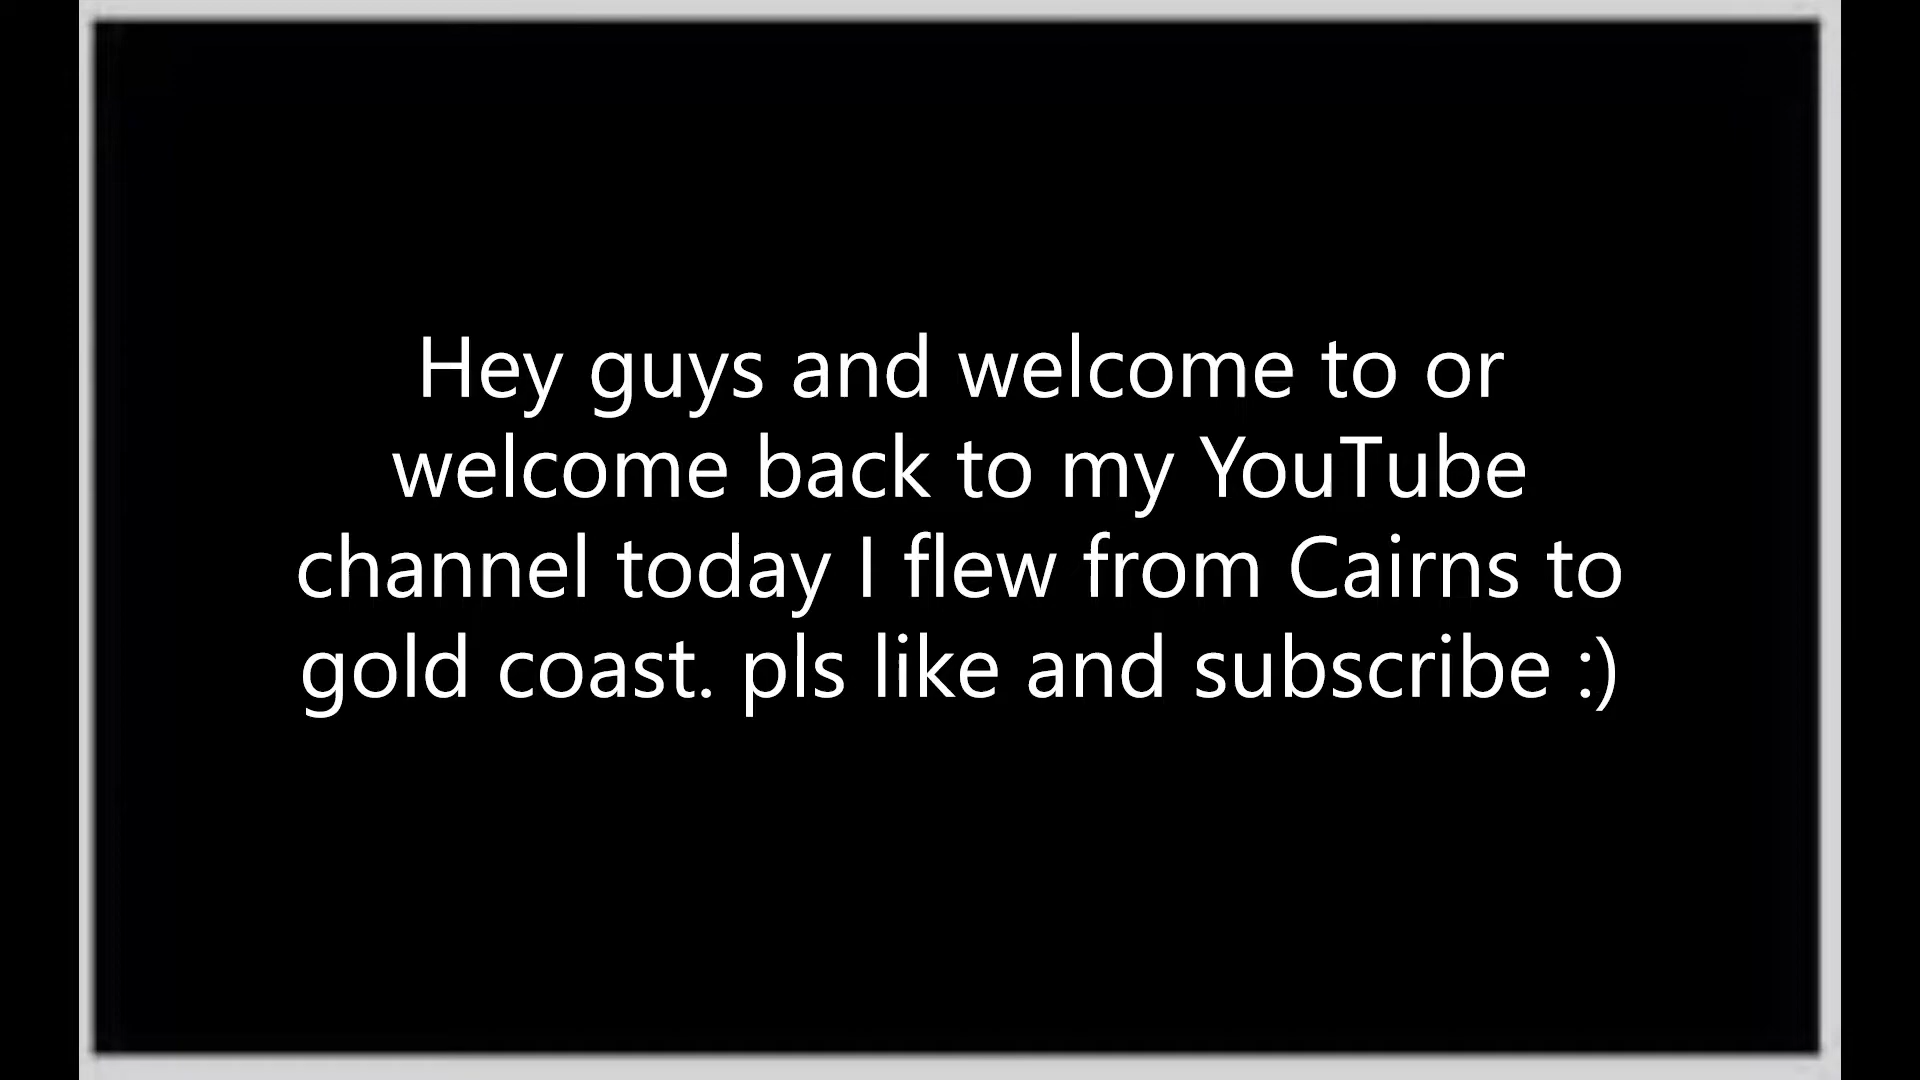 Hey guys and welcome to or
welcome back to my YouTube
channel today I flew from Cairns to
gold coast. pls like and subscribe :)